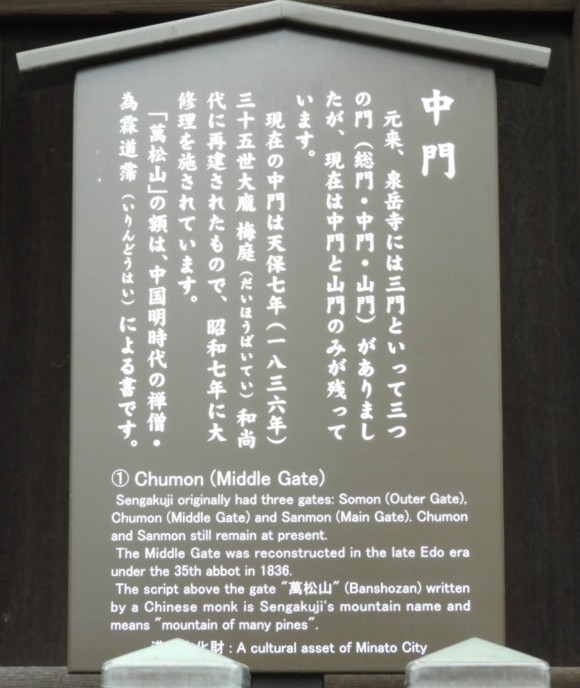 中門
元来、泉岳寺には三門といって三つ
の門（総門・中門・山門）がありまし
たが、現在は中門と山門のみが残って
います。
現在の中門は天保七年（一八三六年）
三十五世大龐 梅庭（だいほうばいてい）和尚
代に再建されたもので、昭和七年に大
修理を施されています。
「萬松山」の額は、中国明時代の禅僧・
為霖道霈（いりんどうはい）による書です。
① Chumon (Middle Gate)
Sengakuji originally had three gates: Somon (Outer Gate),
Chumon (Middle Gate) and Sanmon (Main Gate). Chumon
and Sanmon still remain at present.
The Middle Gate was reconstructed in the late Edo era
under the 35th abbot in 1836.
The script above the gate "萬松山" (Banshozan) written
by a Chinese monk is Sengakuji's mountain name and
means "mountain of many pines".
化財 : A cultural asset of Minato City